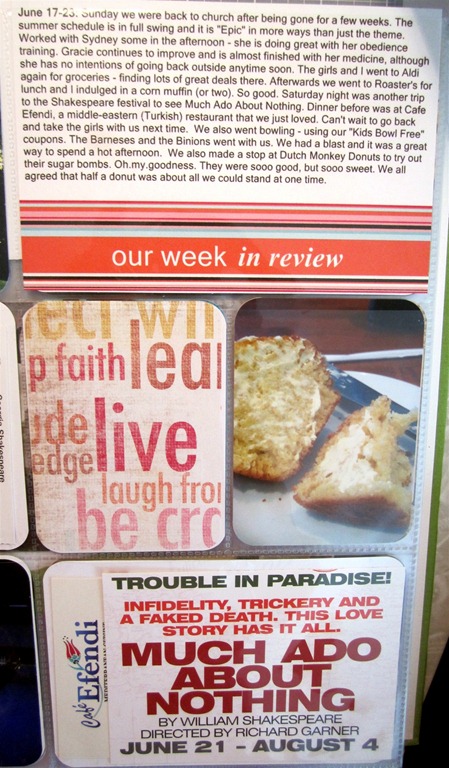 June 17-23. Sunday we were back to church after being gone for a few weeks. The
summer schedule is in full swing and it is "Epic" in more ways than just the theme.
Worked with Sydney some in the afternoon - she is doing great with her obedience
training. Gracie continues to improve and is almost finished with her medicine, although
she has no intentions of going back outside anytime soon. The girls and I went to Aldi
again for groceries - finding lots of great deals there. Afterwards we went to Roaster's for
lunch and I indulged in a corn muffin (or two). So good. Saturday night was another trip
to the Shakespeare festival to see Much Ado About Nothing. Dinner before was at Cafe
Efendi, a middle-eastern (Turkish) restaurant that we just loved. Can't wait to go back
and take the girls with us next time. We also went bowling - using our "Kids Bowl Free"
coupons. The Barneses and the Binions went with us. We had a blast and it was a great
way to spend a hot afternoon. We also made a stop at Dutch Monkey Donuts to try out
their sugar bombs. Oh.my.goodness. They were sooo good, but sooo sweet. We all
agreed that half a donut was about all we could stand at one time.
our week in review
p faith lea
ude live
edge
laugh fro
be cro
Café Efendi
MEDITERRANEAN CUISINE
TROUBLE IN PARADISE!
INFIDELITY, TRICKERY AND
A FAKED DEATH. THIS LOVE
STORY HAS IT ALL.
MUCH ADO
ABOUT
NOTHING
BY WILLIAM SHAKESPEARE
DIRECTED BY RICHARD GARNER
JUNE 21 - AUGUST 4